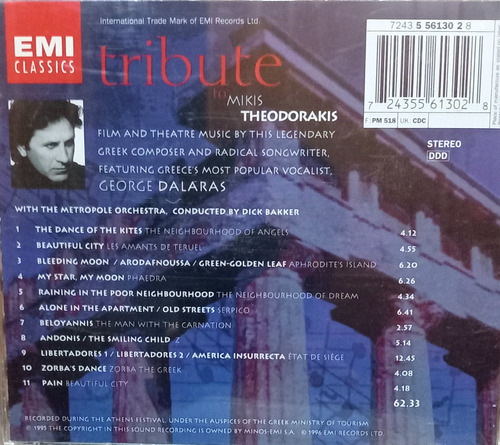 International Trade Mark of EMI Records Ltd.
EMI
CLASSICS
7243 5 56130 2 8
7 24355 61302 8
F: PM 518 UK: CDC
tribute
to MIKIS
THEODORAKIS
FILM AND THEATRE MUSIC BY THIS LEGENDARY
GREEK COMPOSER AND RADICAL SONGWRITER,
FEATURING GREECE'S MOST POPULAR VOCALIST,
GEORGE DALARAS
STEREO
DDD
WITH THE METROPOLE ORCHESTRA, CONDUCTED BY DICK BAKKER
1 THE DANCE OF THE KITES THE NEIGHBOURHOOD OF ANGELS 4.12
2 BEAUTIFUL CITY LES AMANTS DE TERUEL 4.55
3 BLEEDING MOON / ARODAFNOUSSA / GREEN-GOLDEN LEAF APHRODITE'S ISLAND 6.20
4 MY STAR, MY MOON PHAEDRA 6.26
5 RAINING IN THE POOR NEIGHBOURHOOD THE NEIGHBOURHOOD OF DREAM 4.34
6 ALONE IN THE APARTMENT / OLD STREETS SERPICO 6.41
7 BELOYANNIS THE MAN WITH THE CARNATION 2.57
8 ANDONIS / THE SMILING CHILD Z 5.14
9 LIBERTADORES 1 / LIBERTADORES 2 / AMERICA INSURRECTA ÉTAT DE SIÈGE 12.45
10 ZORBA'S DANCE ZORBA THE GREEK 4.08
11 PAIN BEAUTIFUL CITY 4.18
62.33
RECORDED DURING THE ATHENS FESTIVAL, UNDER THE AUSPICES OF THE GREEK MINISTRY OF TOURISM
© 1995 THE COPYRIGHT IN THIS SOUND RECORDING IS OWNED BY MINOS-EMI S.A. © 1996 EMI RECORDS LTD.